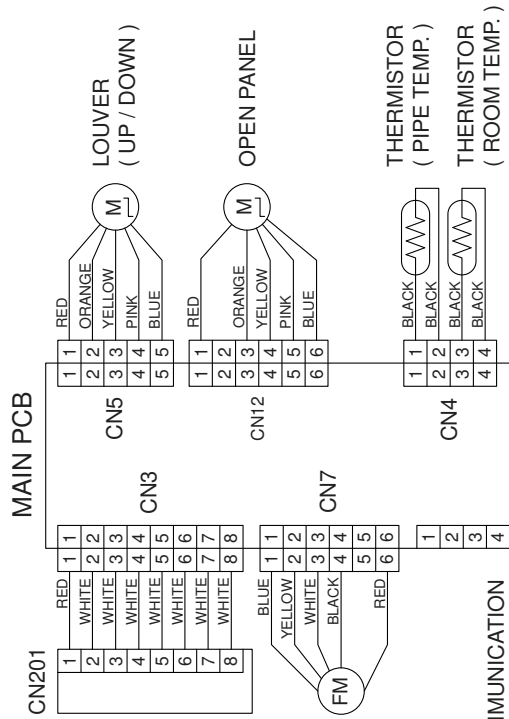 MAIN PCB
CN201
1 2 3 4 5 6 7 8
RED
WHITE
WHITE
WHITE
WHITE
WHITE
WHITE
WHITE
1 2 3 4 5 6 7 8
1 2 3 4 5 6 7 8
CN3
FM
BLUE
YELLOW
WHITE
BLACK
RED
1 2 3 4 5 6
1 2 3 4 5 6
CN7
IMUNICATION
1 2 3 4
CN5
1 2 3 4 5
1 2 3 4 5
RED
ORANGE
YELLOW
PINK
BLUE
M
LOUVER
( UP / DOWN )
CN12
1 2 3 4 5 6
1 2 3 4 5 6
RED
ORANGE
YELLOW
PINK
BLUE
M
OPEN PANEL
CN4
1 2 3 4
1 2 3 4
BLACK
BLACK
BLACK
BLACK
THERMISTOR
( PIPE TEMP. )
THERMISTOR
( ROOM TEMP. )